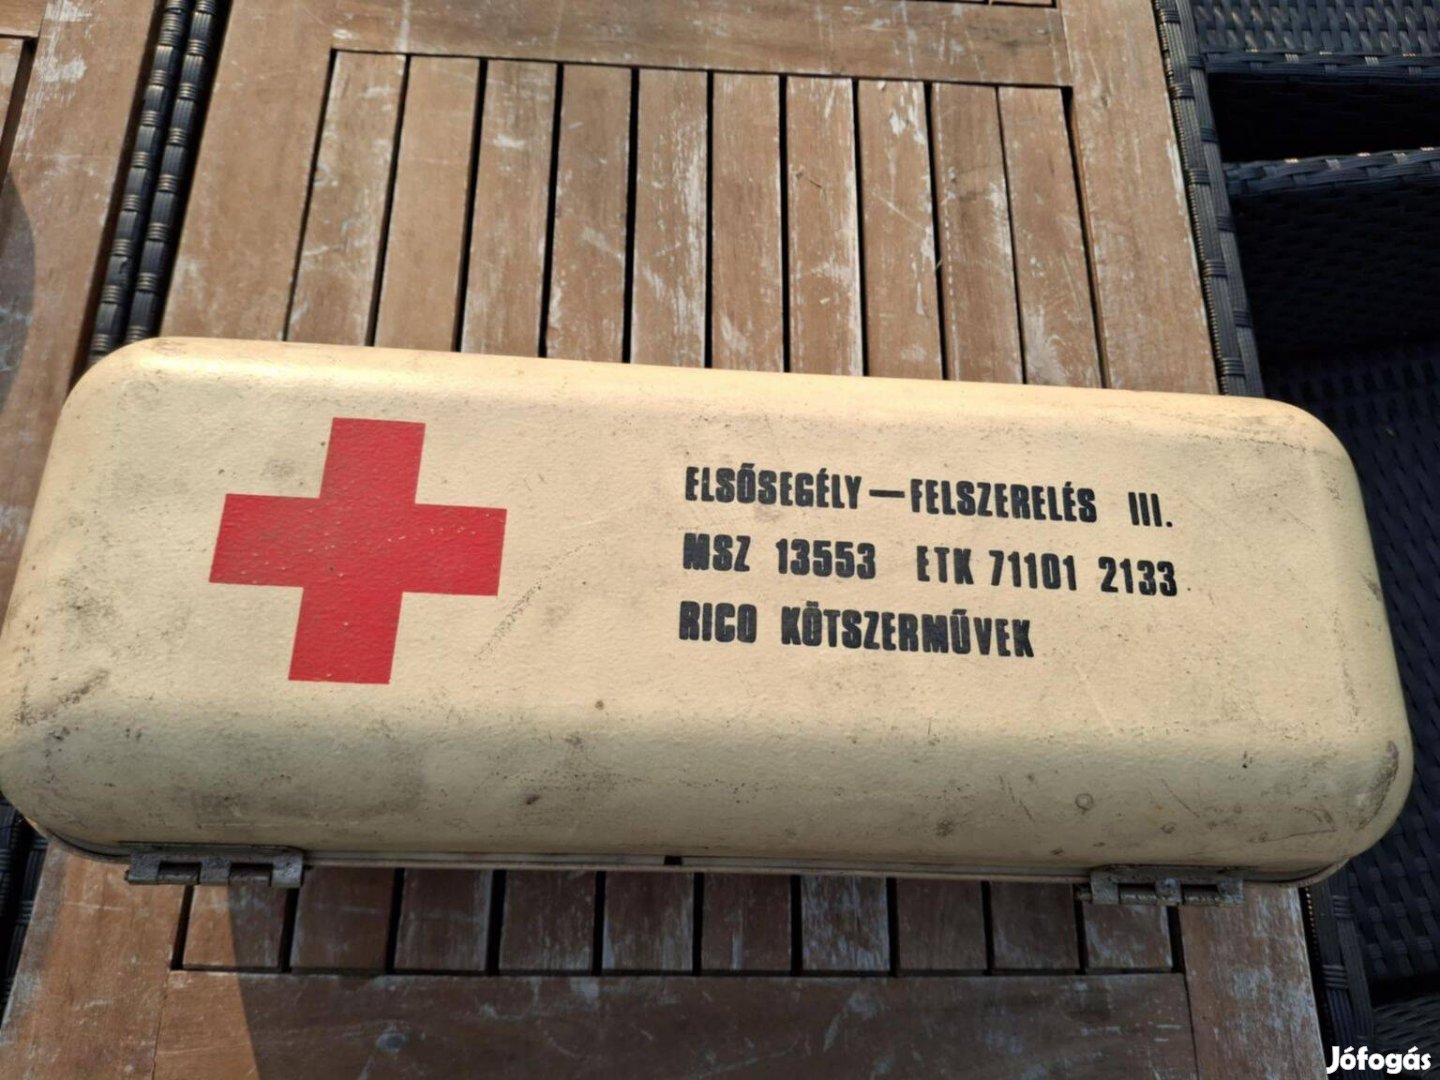 ELSŐSEGÉLY—FELSZERELÉS III.
MSZ 13553 ETK 71101 2133
RICO KÖTSZERMŰVEK
Jófogás